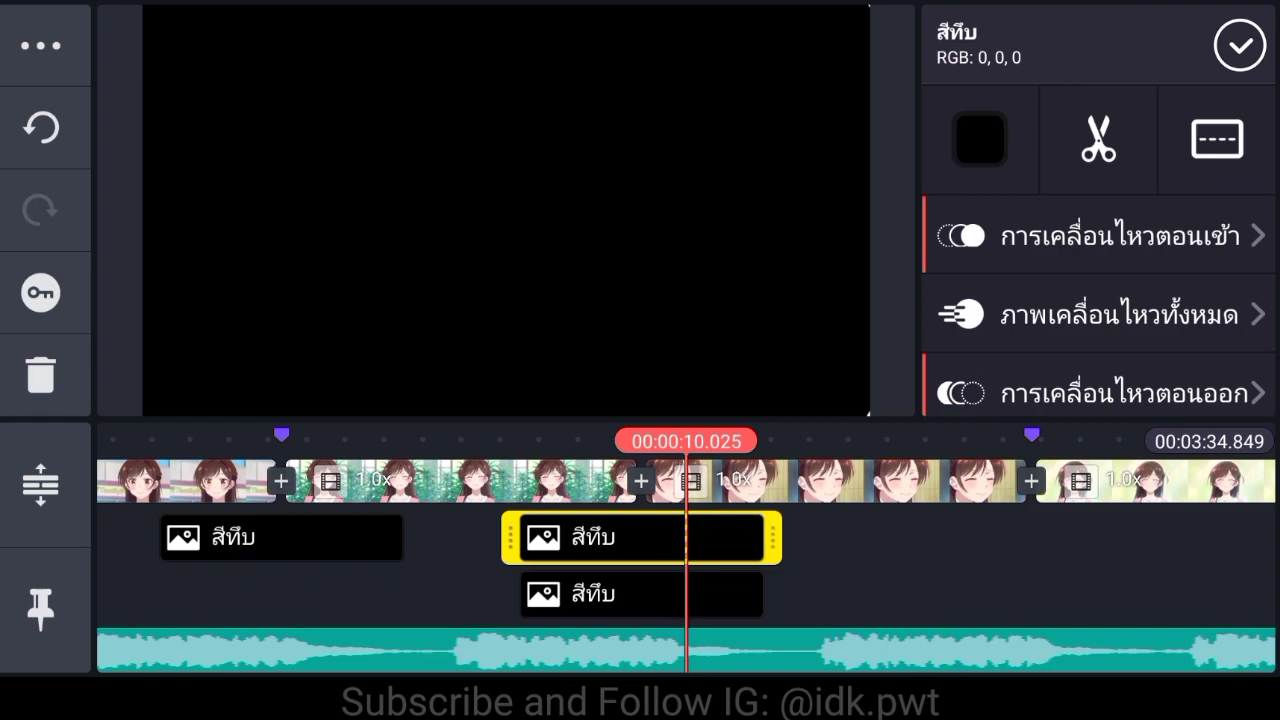 สีทึบ
RGB: 0, 0, 0
การเคลื่อนไหวตอนเข้า
ภาพเคลื่อนไหวทั้งหมด
การเคลื่อนไหวตอนออก
00:00:10.025
00:03:34.849
1.0x
1.0x
1.0x
สีทึบ
สีทึบ
สีทึบ
Subscribe and Follow IG: @idk.pwt